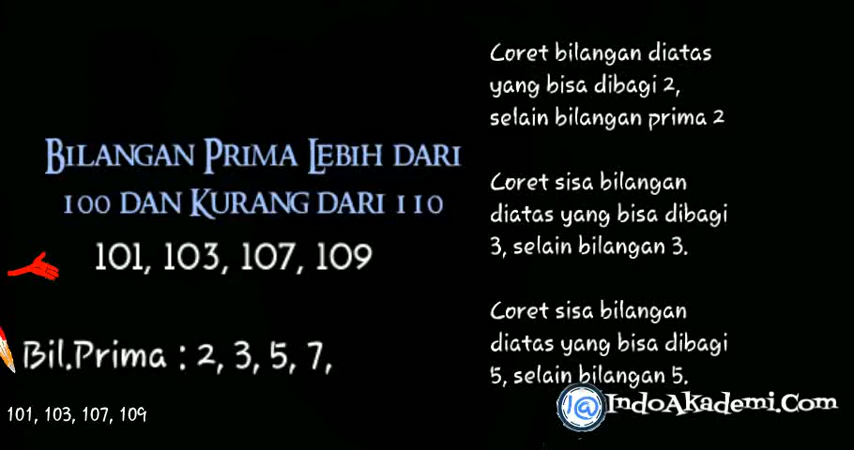 Bilangan Prima Lebih dari
100 dan Kurang dari 110
101, 103, 107, 109
Bil.Prima : 2, 3, 5, 7,
101, 103, 107, 109
Coret bilangan diatas
yang bisa dibagi 2,
selain bilangan prima 2
Coret sisa bilangan
diatas yang bisa dibagi
3, selain bilangan 3.
Coret sisa bilangan
diatas yang bisa dibagi
5, selain bilangan 5.
I@ IndoAkademi.Com